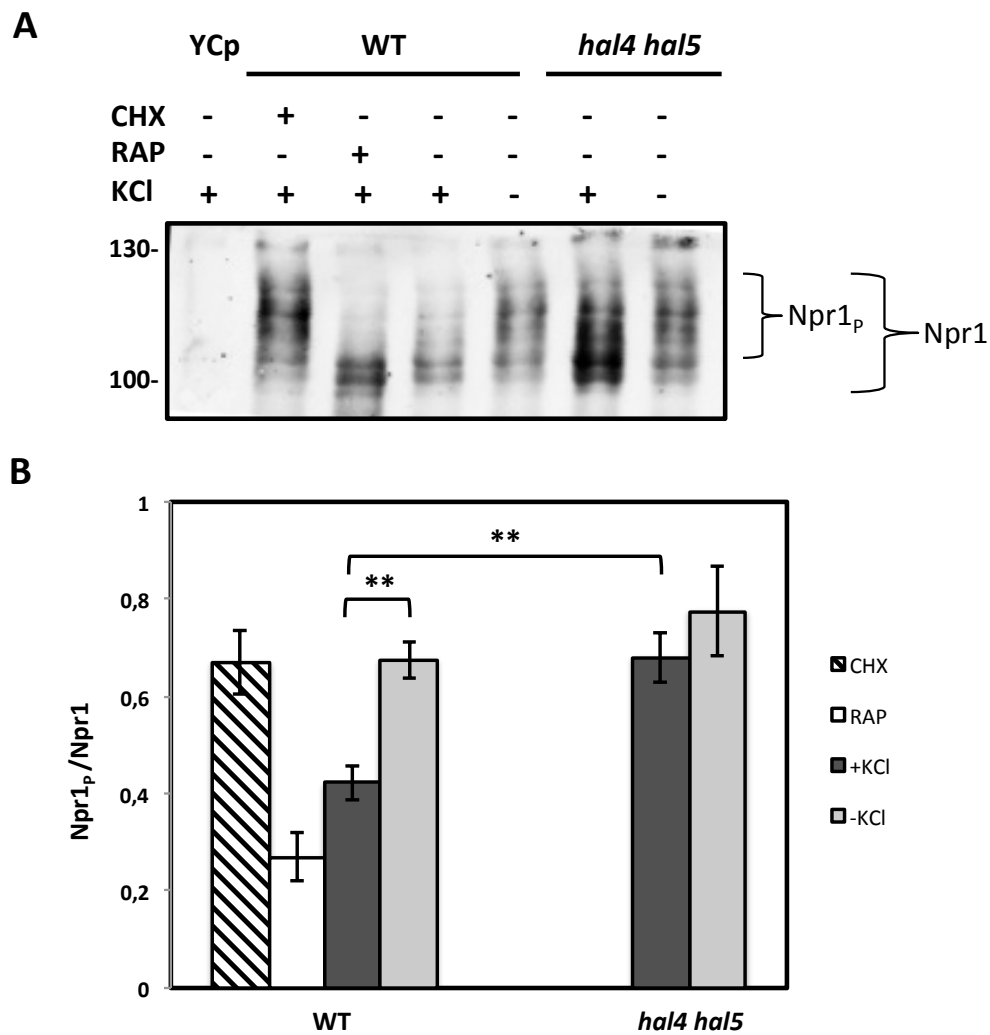 A
YCp WT hal4 hal5
CHX - + - - - - -
RAP - - + - - - -
KCl + + + + - + -
130-
100-
Npr1P
Npr1
B
Npr1P/Npr1
1
0,8
0,6
0,4
0,2
0
**
**
CHX
RAP
+KCl
-KCl
WT hal4 hal5